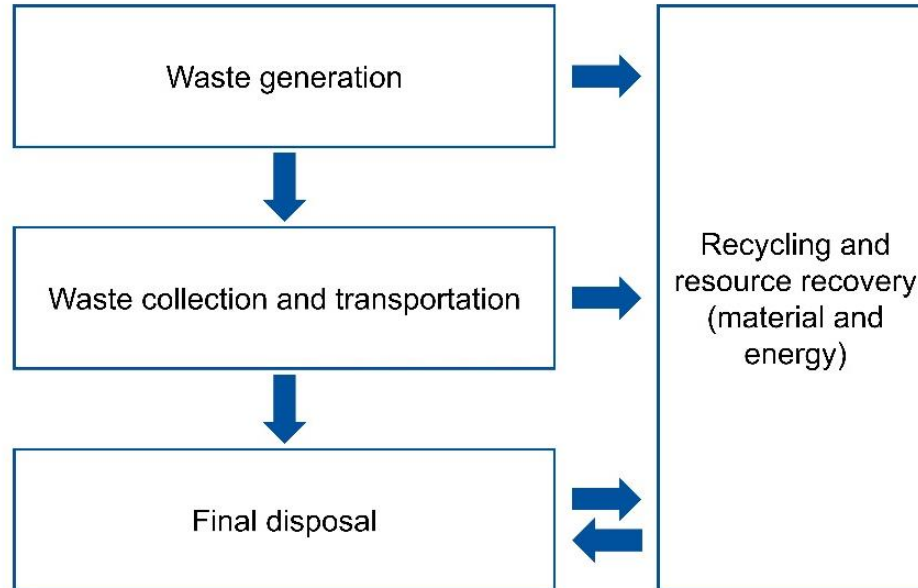 Waste generation
Waste collection and transportation
Final disposal
Recycling and
resource recovery
(material and
energy)